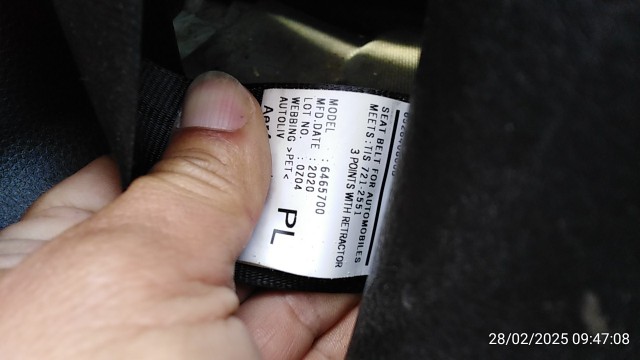 SEAT BELT FOR AUTOMOBILES
MEETS:TIS 721-2551
3 POINTS WITH RETRACTOR
MODEL : 6465700
MFD.DATE : 2020
LOT NO. : 0204
WEBBING >PET<
AUTOLIV
PL
28/02/2025 09:47:08